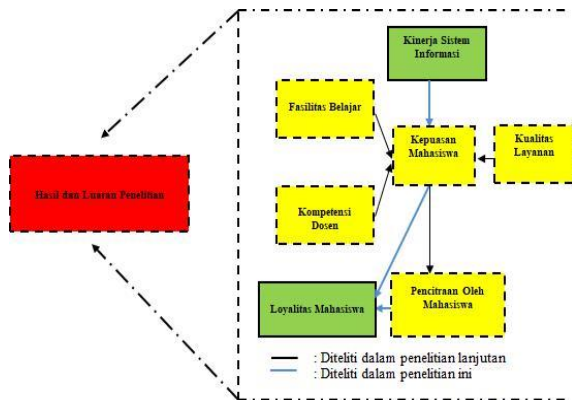 Kinerja Sistem
Informasi
Fasilitas Belajar
Kepuasan
Mahasiswa
Kualitas
Layanan
Hasil dan Luaran Penelitian
Kompetensi
Dosen
Loyalitas Mahasiswa
Pencitraan Oleh
Mahasiswa
: Diteliti dalam penelitian lanjutan
: Diteliti dalam penelitian ini